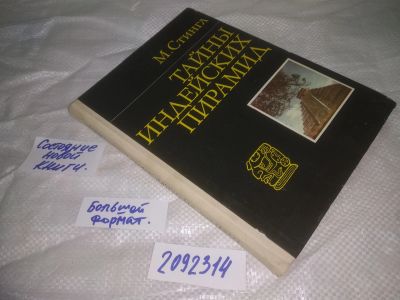 М. Стингл
ТАЙНЫ
ИНДЕЙСКИХ
ПИРАМИД
Состояние
новой
книги.
Большой
формат.
2092314